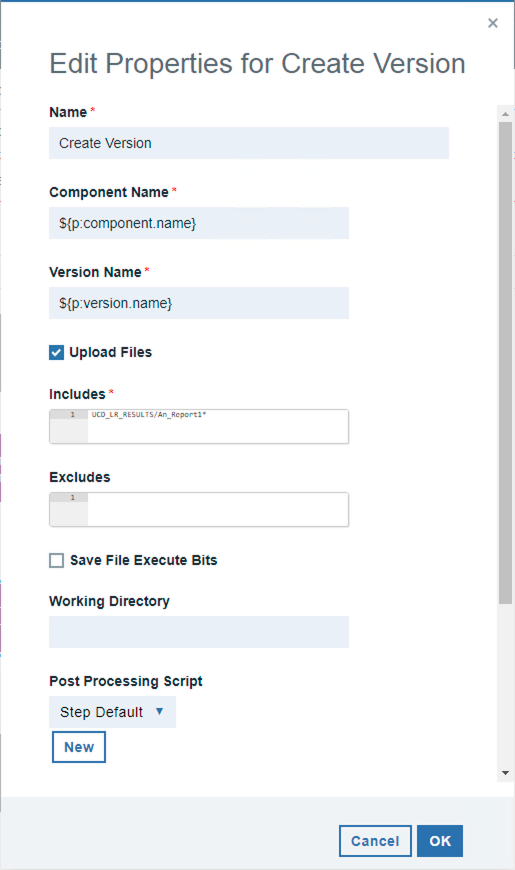 ×
Edit Properties for Create Version
Name *
Create Version
Component Name *
${p:component.name}
Version Name *
${p:version.name}
Upload Files
Includes *
1 UCD_LR_RESULTS/An_Report1*
Excludes
1
Save File Execute Bits
Working Directory
Post Processing Script
Step Default ▼
New
Cancel OK